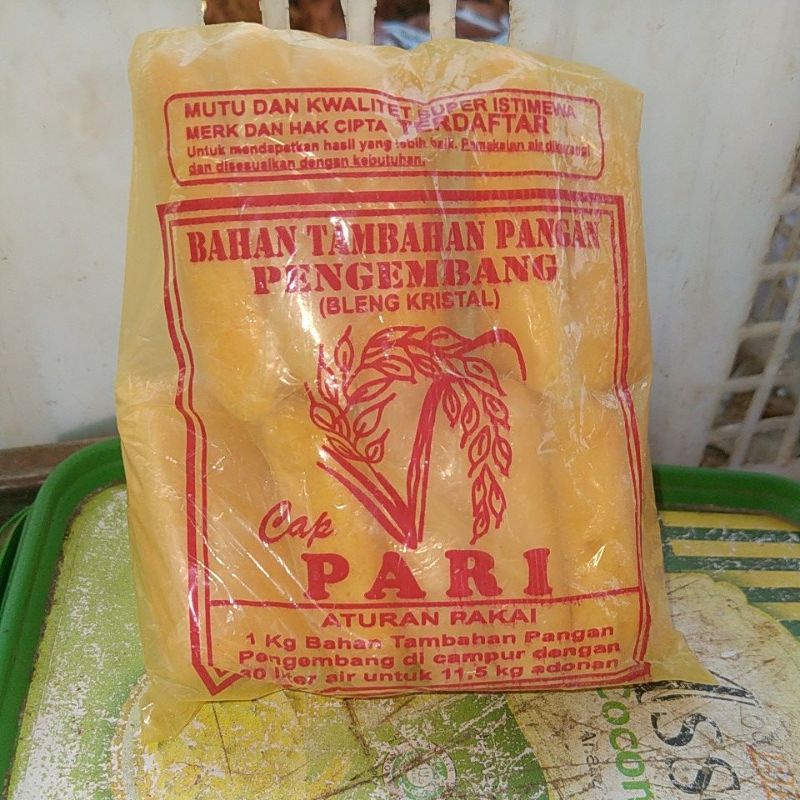 MUTU DAN KWALITET SUPER ISTIMEWA
MERK DAN HAK CIPTA TERDAFTAR
Untuk mendapatkan hasil yang lebih baik. Pemakaian air dikurangi
dan disesuaikan dengan kebutuhan.
BAHAN TAMBAHAN PANGAN
PENGEMBANG
(BLENG KRISTAL)
Cap
PARI
ATURAN PAKAI
1 Kg Bahan Tambahan Pangan
Pengembang di campur dengan
30 liter air untuk 11.5 kg adonan